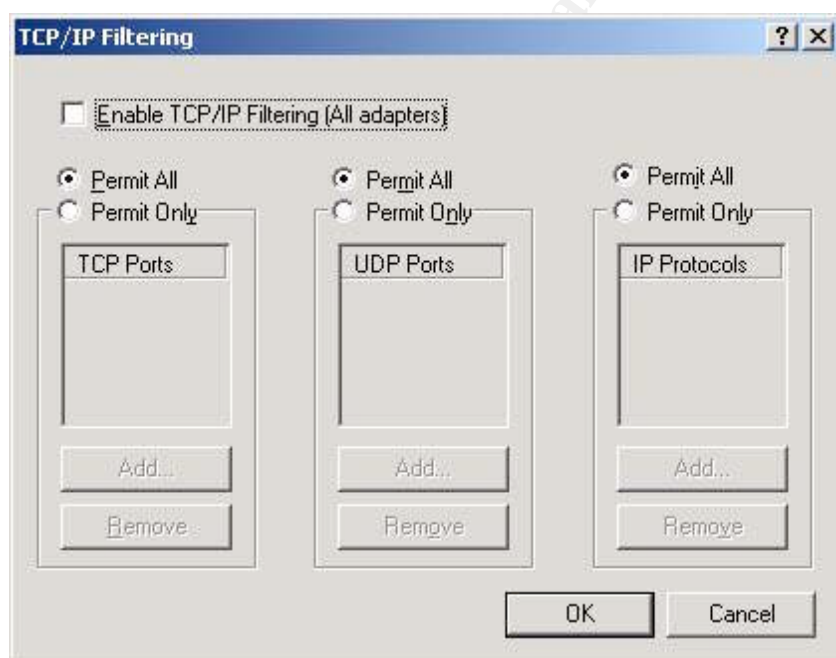 TCP/IP Filtering
Enable TCP/IP Filtering (All adapters)
Permit All
Permit Only
TCP Ports
Add...
Remove
Permit All
Permit Only
UDP Ports
Add...
Remove
Permit All
Permit Only
IP Protocols
Add...
Remove
OK
Cancel